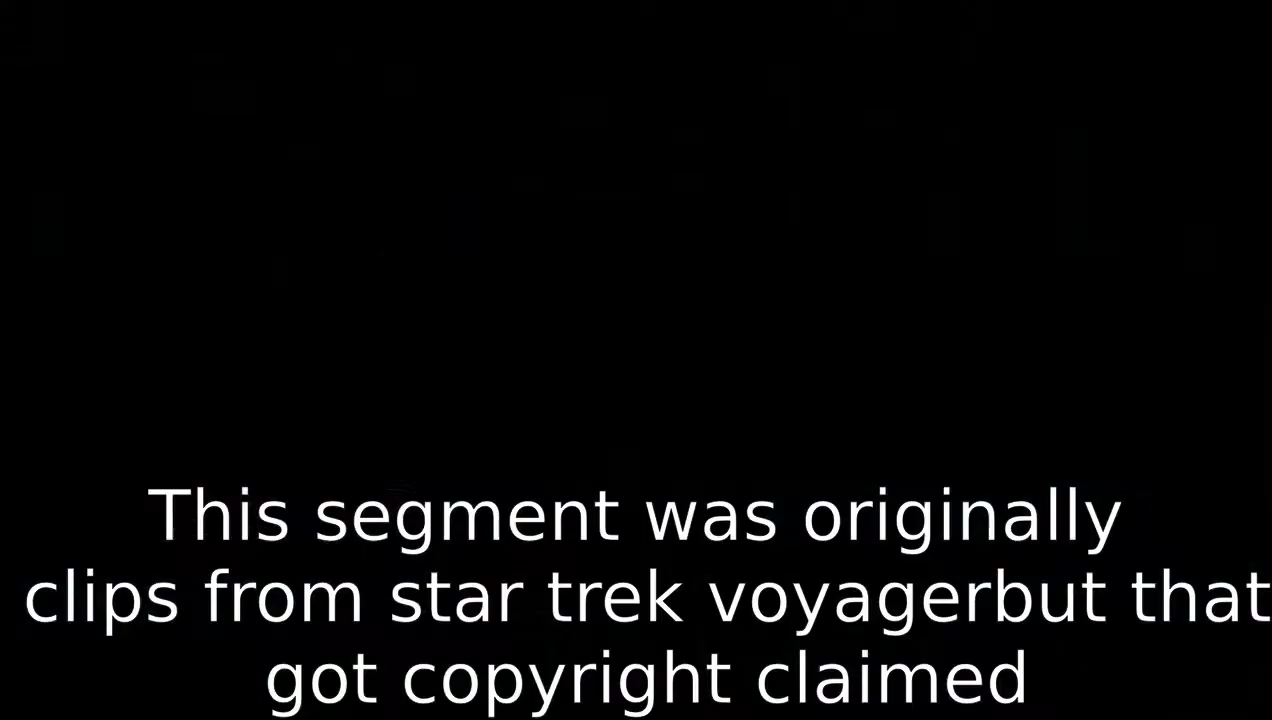 This segment was originally
clips from star trek voyagerbut that
got copyright claimed